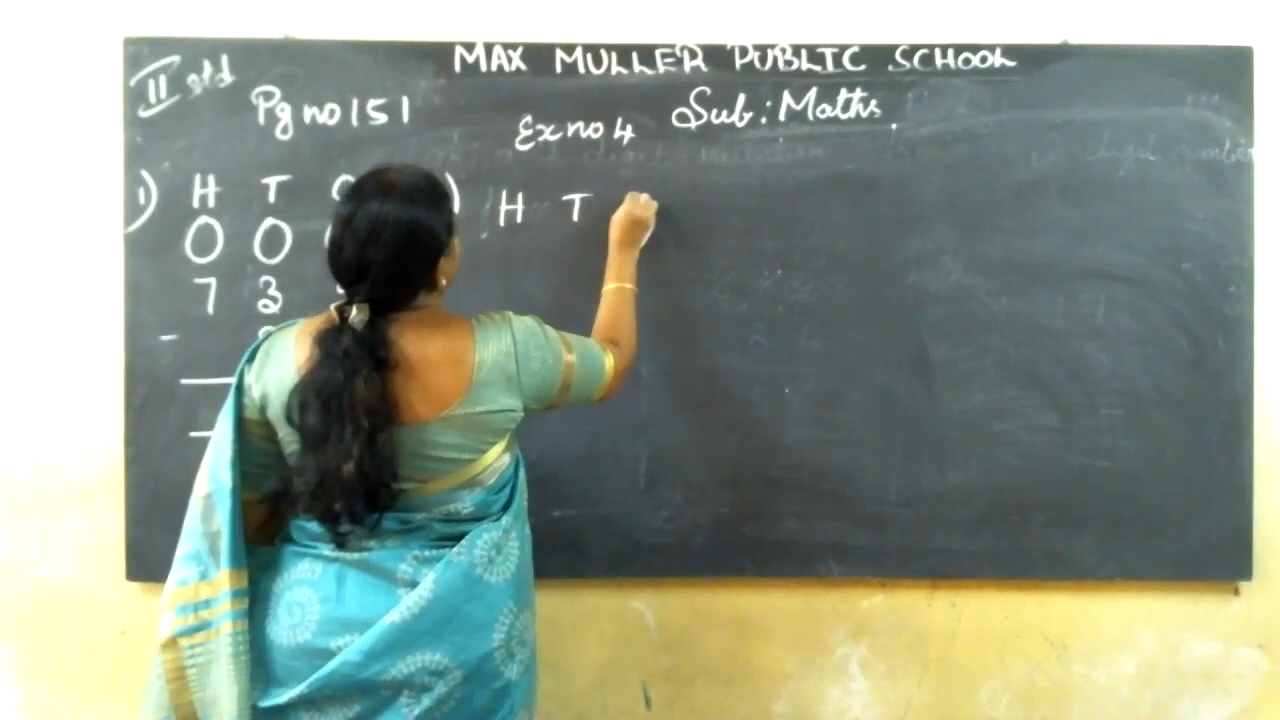 MAX MULLER PUBLIC SCHOOL
II std
Pg no 151
Ex no 4
Sub: Maths.
1) H T
0 0
7 3
-
) H T